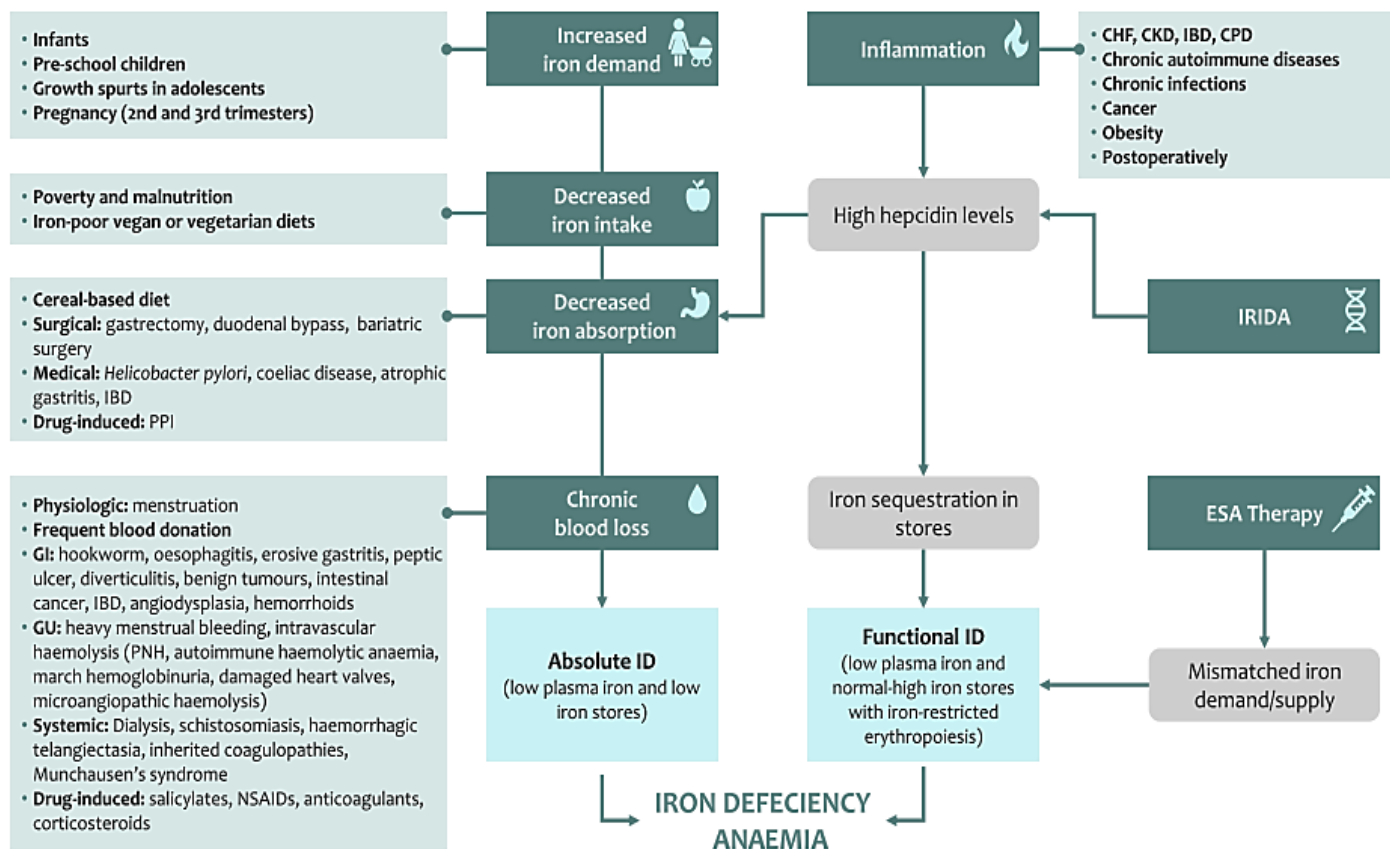 • Infants
• Pre-school children
• Growth spurts in adolescents
• Pregnancy (2nd and 3rd trimesters)
Increased
iron demand
Inflammation
• CHF, CKD, IBD, CPD
• Chronic autoimmune diseases
• Chronic infections
• Cancer
• Obesity
• Postoperatively
• Poverty and malnutrition
• Iron-poor vegan or vegetarian diets
Decreased
iron intake
High hepcidin levels
• Cereal-based diet
• Surgical: gastrectomy, duodenal bypass, bariatric
surgery
• Medical: Helicobacter pylori, coeliac disease, atrophic
gastritis, IBD
• Drug-induced: PPI
Decreased
iron absorption
IRIDA
• Physiologic: menstruation
• Frequent blood donation
• GI: hookworm, oesophagitis, erosive gastritis, peptic
ulcer, diverticulitis, benign tumours, intestinal
cancer, IBD, angiodysplasia, hemorrhoids
• GU: heavy menstrual bleeding, intravascular
haemolysis (PNH, autoimmune haemolytic anaemia,
march hemoglobinuria, damaged heart valves,
microangiopathic haemolysis)
• Systemic: Dialysis, schistosomiasis, haemorrhagic
telangiectasia, inherited coagulopathies,
Munchausen's syndrome
• Drug-induced: salicylates, NSAIDs, anticoagulants,
corticosteroids
Chronic
blood loss
Iron sequestration in
stores
ESA Therapy
Absolute ID
(low plasma iron and low
iron stores)
Functional ID
(low plasma iron and
normal-high iron stores
with iron-restricted
erythropoiesis)
Mismatched iron
demand/supply
IRON DEFECIENCY
ANAEMIA